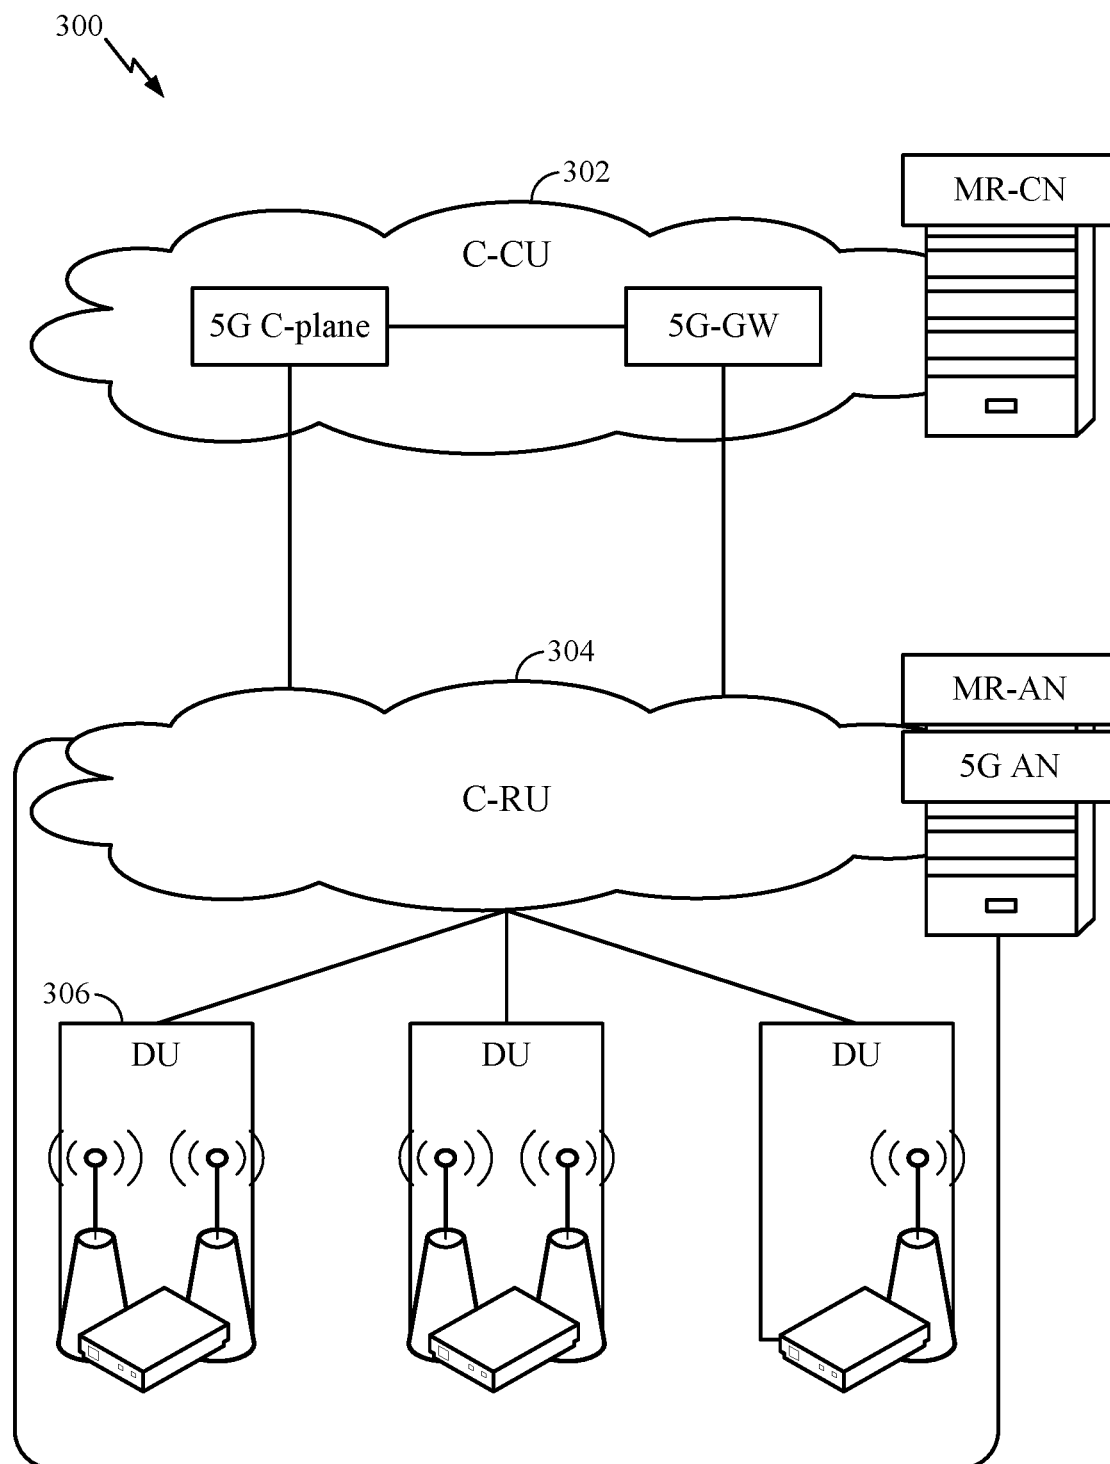 300
302
MR-CN
C-CU
5G C-plane
5G-GW
304
MR-AN
5G AN
C-RU
306
DU
DU
DU